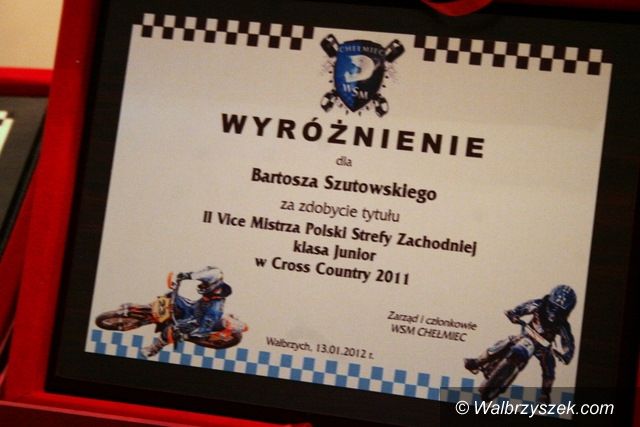 CHEŁMIEC
WSM
WYRÓŻNIENIE
dla
Bartosza Szutowskiego
za zdobycie tytułu
II Vice Mistrza Polski Strefy Zachodniej
klasa Junior
w Cross Country 2011
Zarząd i członkowie
WSM CHEŁMIEC
Wałbrzych, 13.01.2012 r.
© Walbrzyszek.com